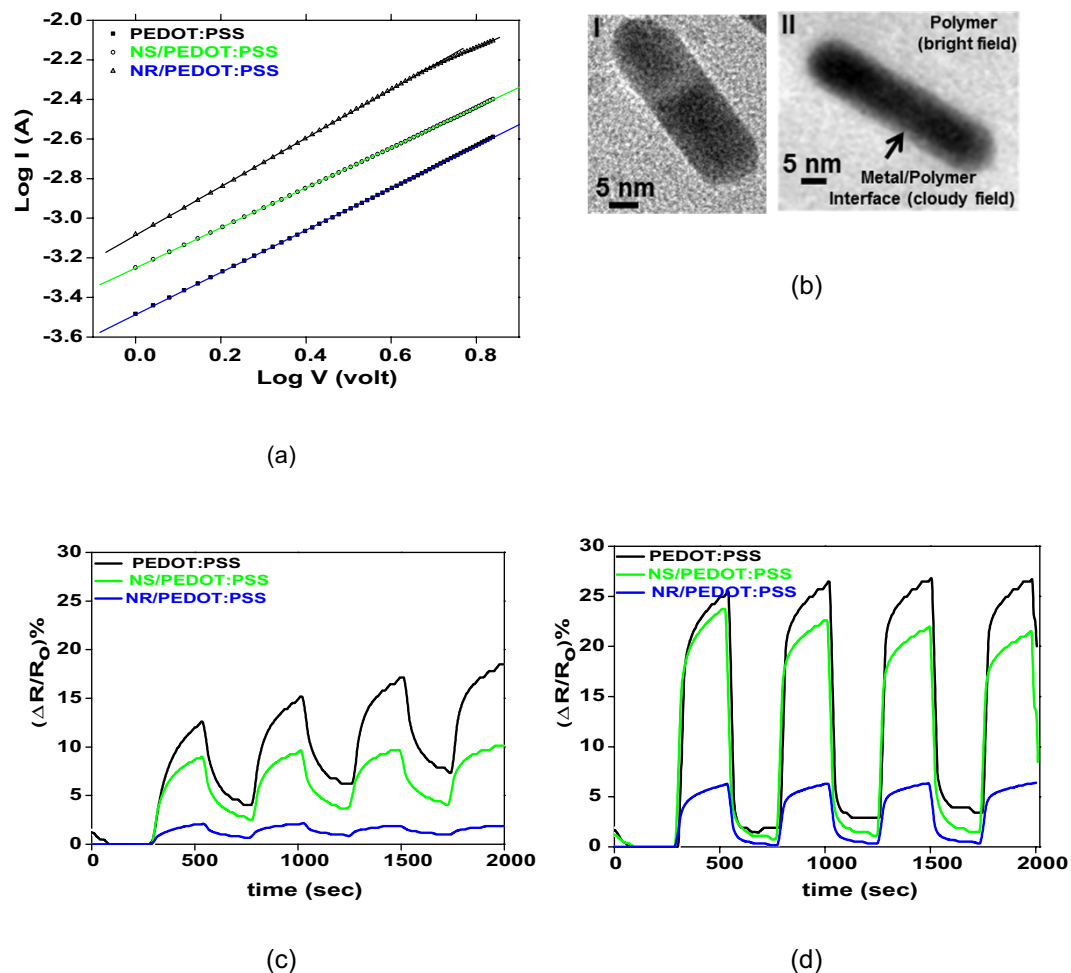 -2.0
-2.2
-2.4
-2.6
-2.8
-3.0
-3.2
-3.4
-3.6
Log I (A)
PEDOT:PSS
NS/PEDOT:PSS
NR/PEDOT:PSS
0.0 0.2 0.4 0.6 0.8
Log V (volt)
(a)
I
5 nm
II
Polymer
(bright field)
5 nm
Metal/Polymer
Interface (cloudy field)
(b)
30
25
20
15
10
5
0
(ΔR/Ro)%
PEDOT:PSS
NS/PEDOT:PSS
NR/PEDOT:PSS
0 500 1000 1500 2000
time (sec)
(c)
30
25
20
15
10
5
0
(ΔR/Ro)%
PEDOT:PSS
NS/PEDOT:PSS
NR/PEDOT:PSS
0 500 1000 1500 2000
time (sec)
(d)